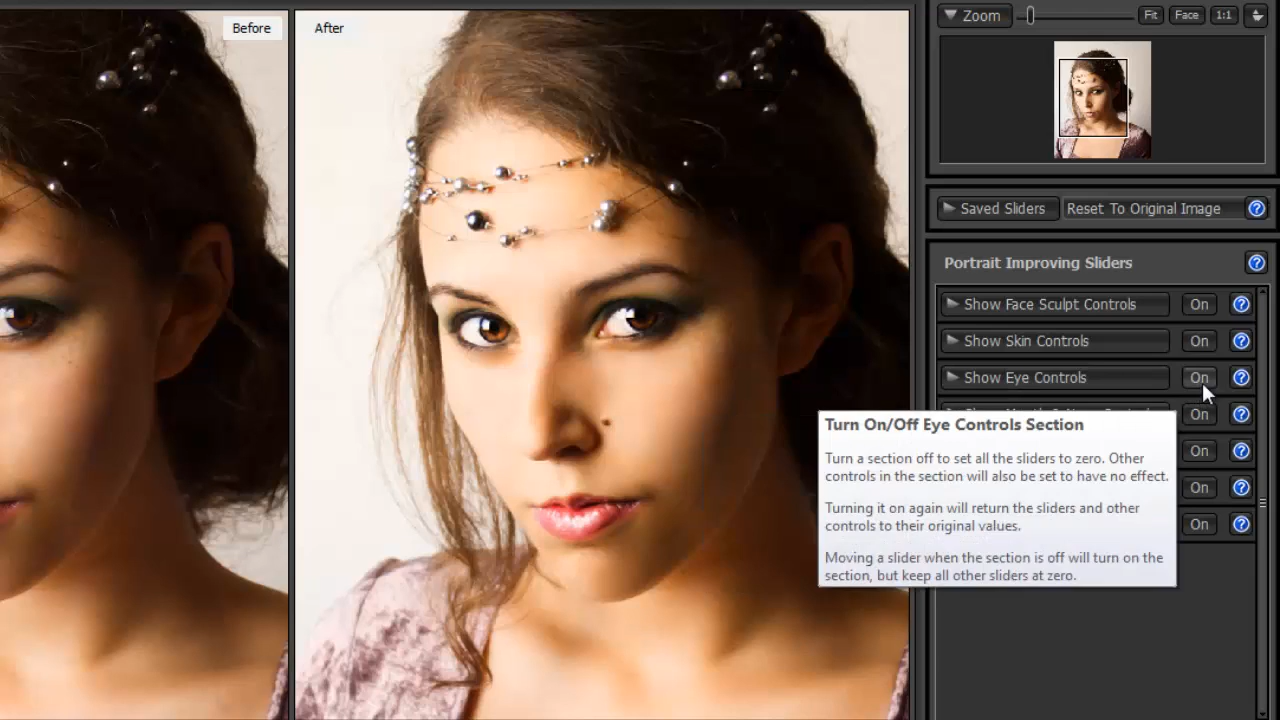 Before
After
Zoom
Fit
Face
1:1
Saved Sliders
Reset To Original Image
Portrait Improving Sliders
Show Face Sculpt Controls
On
Show Skin Controls
On
Show Eye Controls
On
On
Turn On/Off Eye Controls Section
Turn a section off to set all the sliders to zero. Other
controls in the section will also be set to have no effect.
On
Turning it on again will return the sliders and other
controls to their original values.
On
On
Moving a slider when the section is off will turn on the
section, but keep all other sliders at zero.